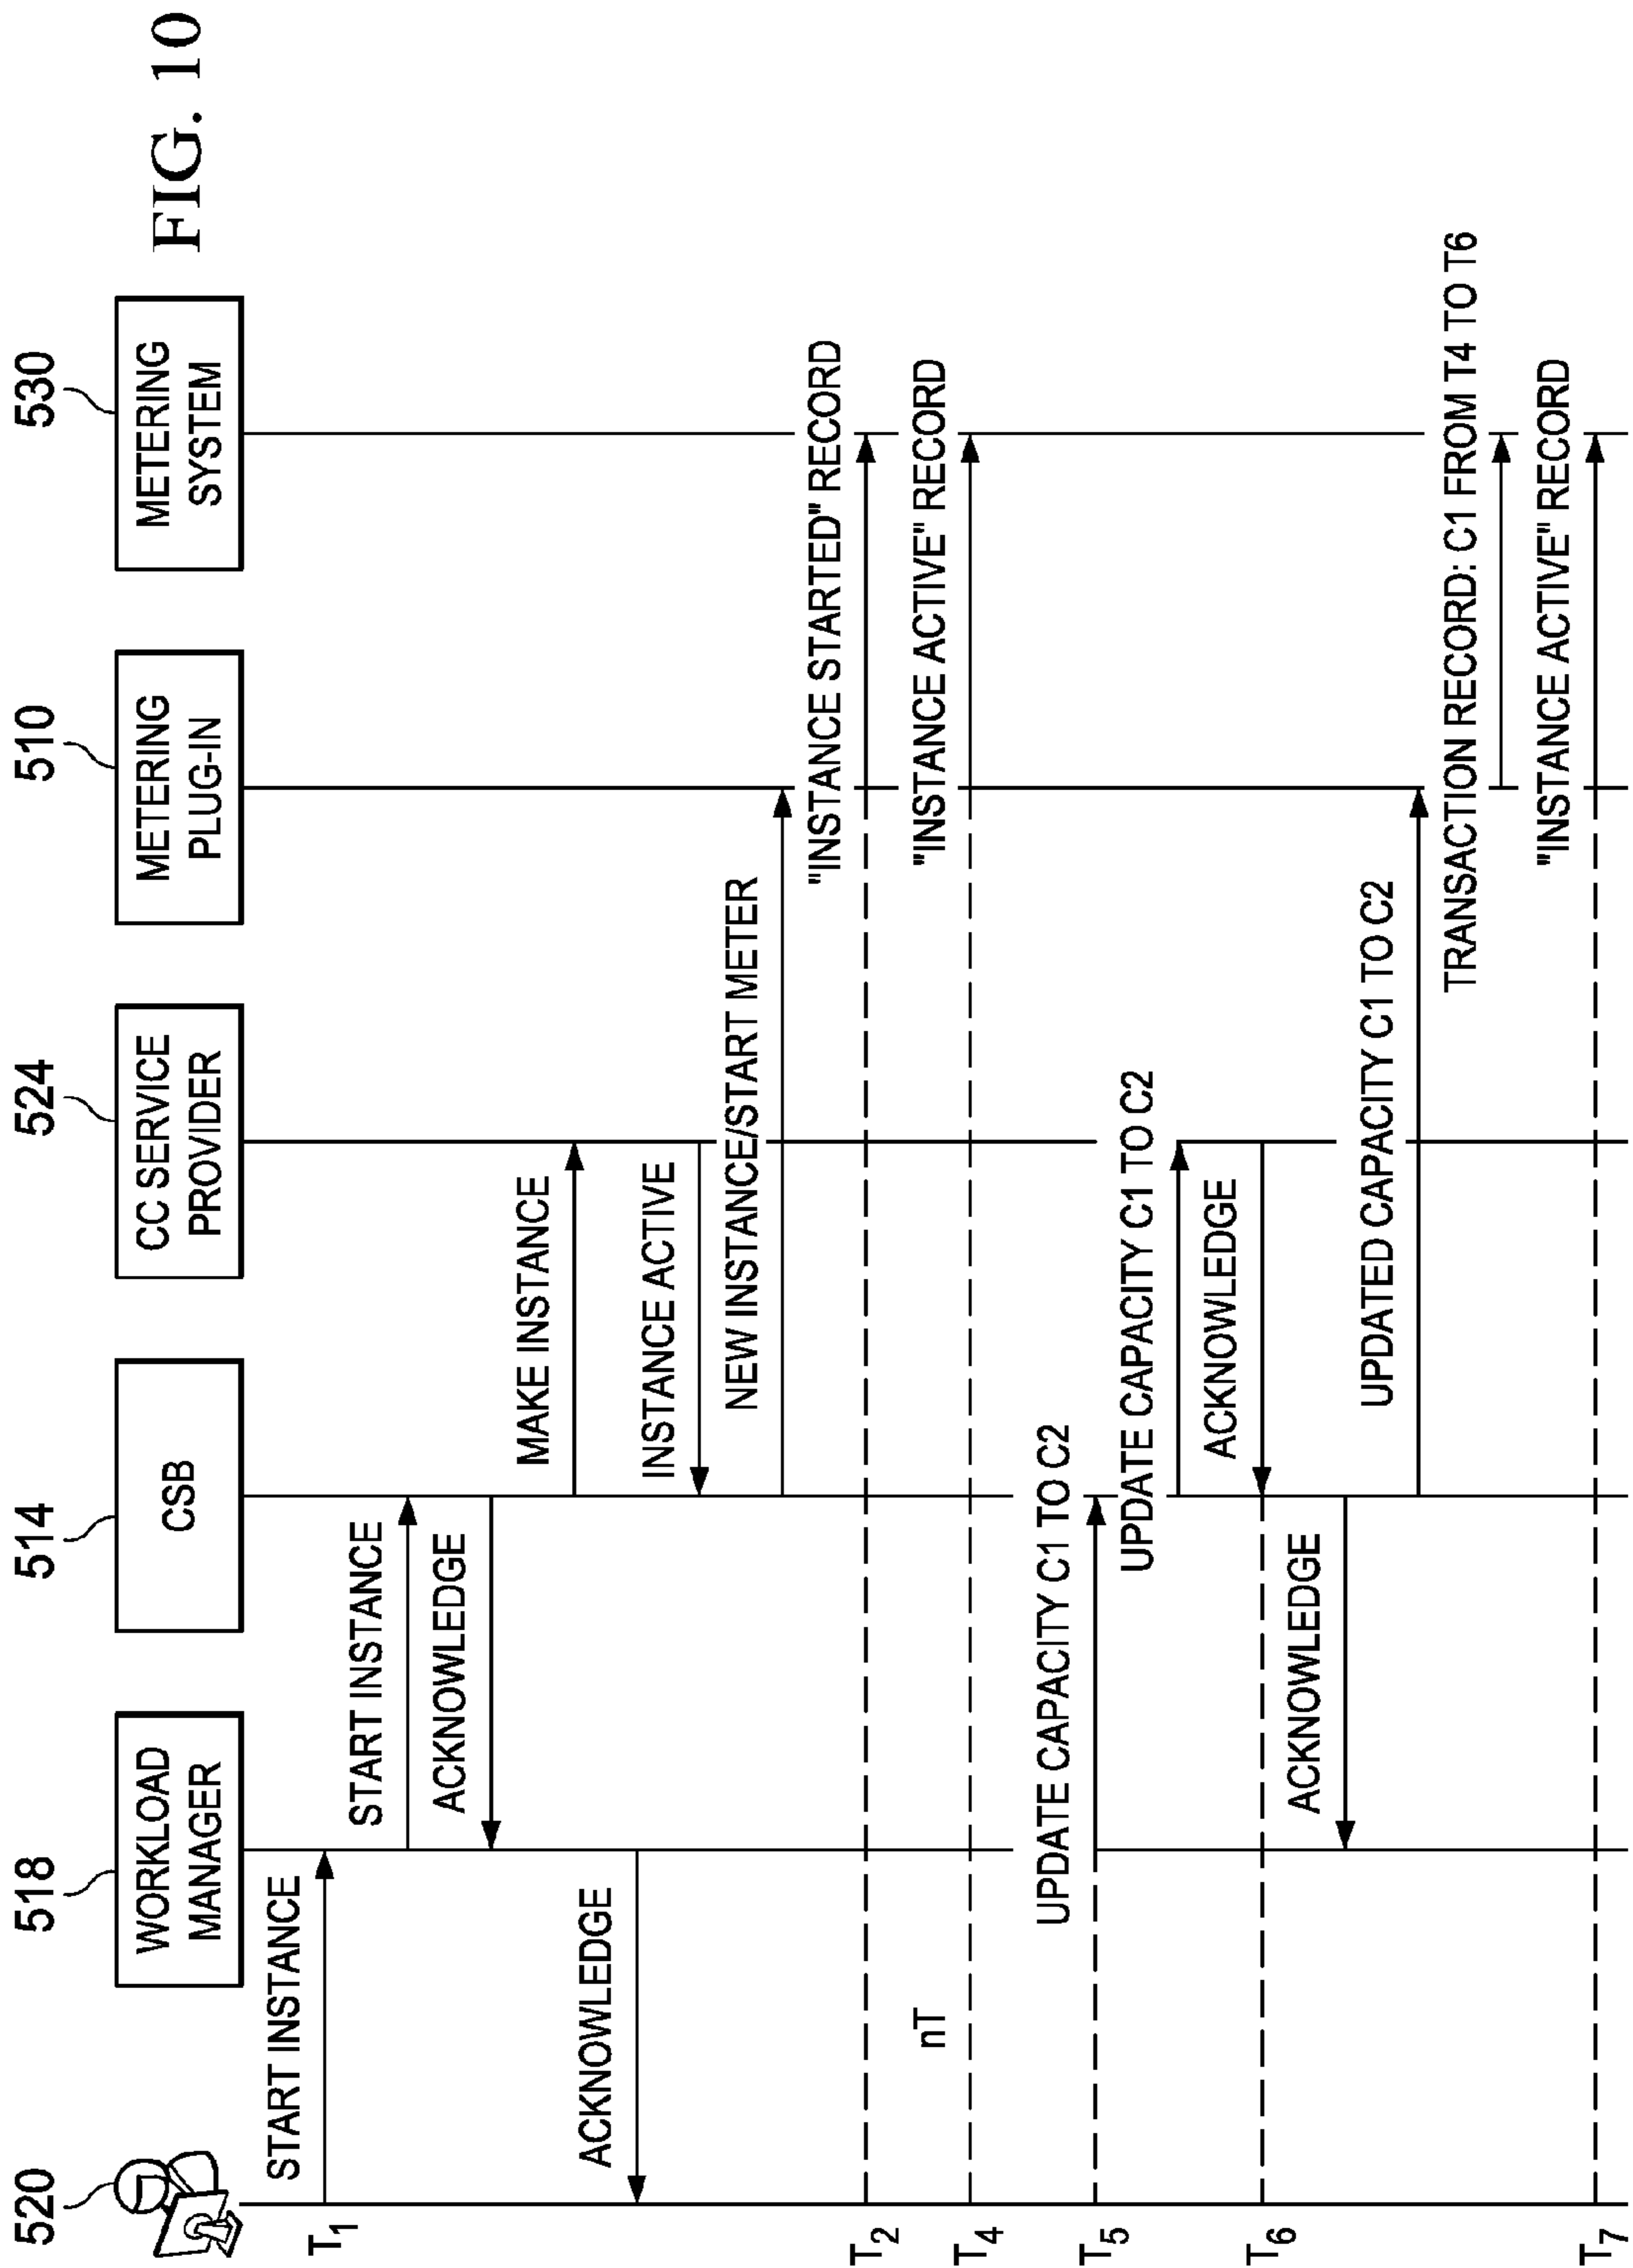 FIG. 10
520
518
514
524
510
530
WORKLOAD
MANAGER
CSB
CC SERVICE
PROVIDER
METERING
PLUG-IN
METERING
SYSTEM
T1
START INSTANCE
START INSTANCE
ACKNOWLEDGE
MAKE INSTANCE
ACKNOWLEDGE
INSTANCE ACTIVE
NEW INSTANCE/START METER
"INSTANCE STARTED" RECORD
T2
nT
"INSTANCE ACTIVE" RECORD
T4
UPDATE CAPACITY C1 TO C2
T5
UPDATE CAPACITY C1 TO C2
ACKNOWLEDGE
T6
ACKNOWLEDGE
UPDATED CAPACITY C1 TO C2
TRANSACTION RECORD: C1 FROM T4 TO T6
"INSTANCE ACTIVE" RECORD
T7